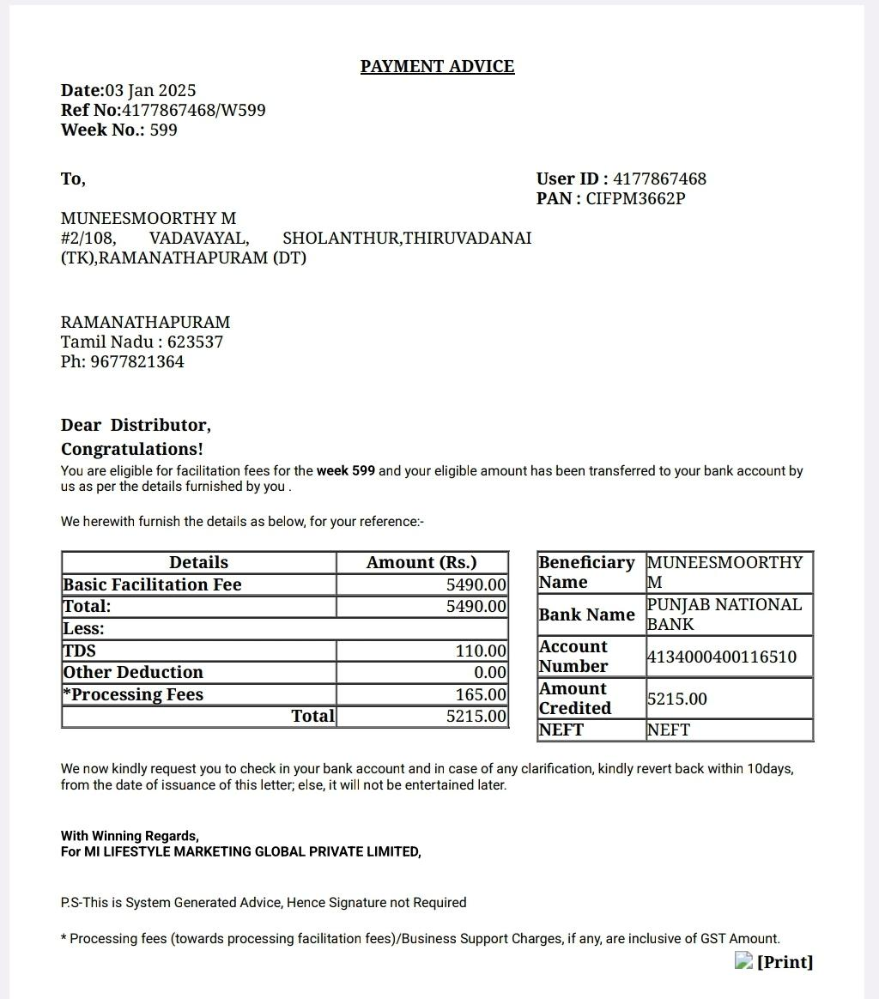 PAYMENT ADVICE
Date:03 Jan 2025
Ref No:4177867468/W599
Week No.: 599
To,
User ID : 4177867468
PAN : CIFPM3662P
MUNEESMOORTHY M
#2/108, VADAVAYAL, SHOLANTHUR,THIRUVADANAI
(TK),RAMANATHAPURAM (DT)
RAMANATHAPURAM
Tamil Nadu : 623537
Ph: 9677821364
Dear Distributor,
Congratulations!
You are eligible for facilitation fees for the week 599 and your eligible amount has been transferred to your bank account by
us as per the details furnished by you .
We herewith furnish the details as below, for your reference:-
Details Amount (Rs.)
Basic Facilitation Fee 5490.00
Total: 5490.00
Less:
TDS 110.00
Other Deduction 0.00
*Processing Fees 165.00
Total 5215.00
Beneficiary Name MUNEESMOORTHY M
Bank Name PUNJAB NATIONAL BANK
Account Number 4134000400116510
Amount Credited 5215.00
NEFT NEFT
We now kindly request you to check in your bank account and in case of any clarification, kindly revert back within 10days,
from the date of issuance of this letter; else, it will not be entertained later.
With Winning Regards,
For MI LIFESTYLE MARKETING GLOBAL PRIVATE LIMITED,
P.S-This is System Generated Advice, Hence Signature not Required
* Processing fees (towards processing facilitation fees)/Business Support Charges, if any, are inclusive of GST Amount.
[Print]